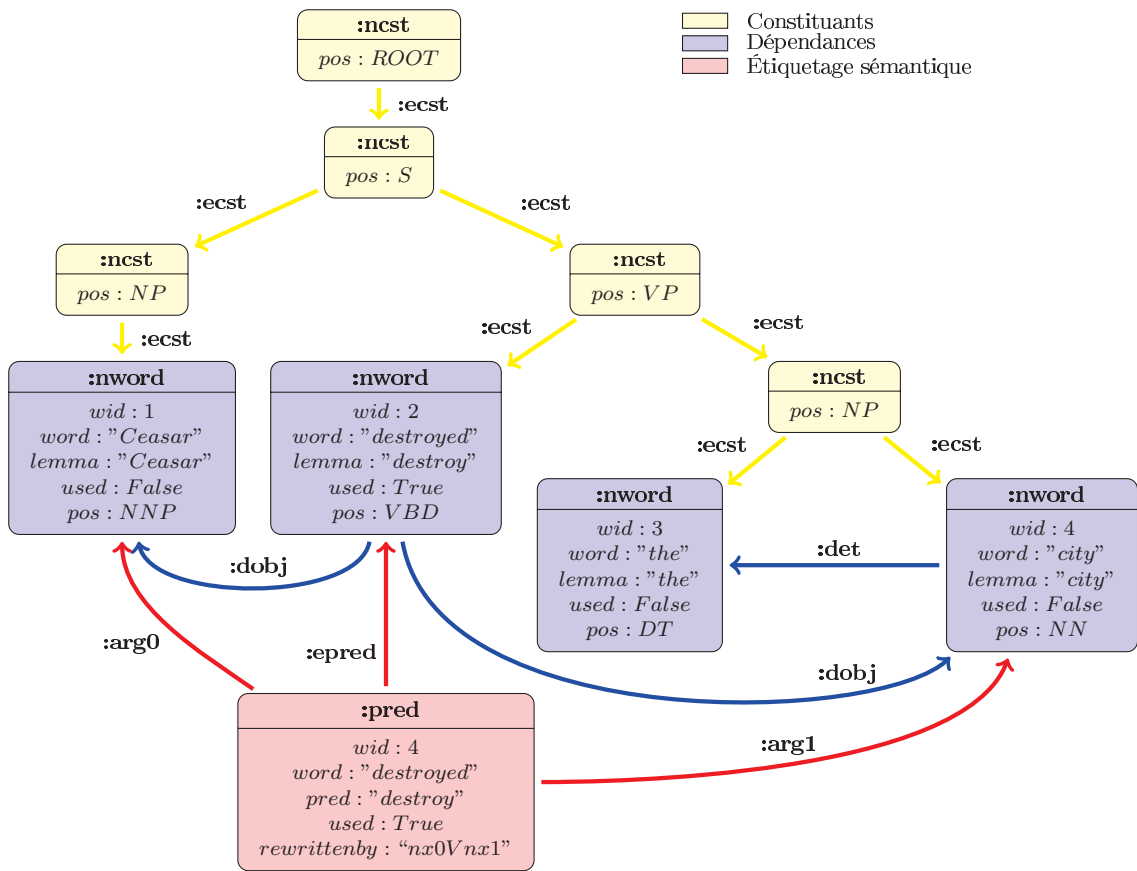 :ncst
pos : ROOT
Constituants
Dépendances
Étiquetage sémantique
:ecst
:ncst
pos : S
:ecst
:ecst
:ncst
pos : NP
:ncst
pos : VP
:ecst
:ecst
:ecst
:nword
wid : 1
word : ”Ceasar”
lemma : ”Ceasar”
used : False
pos : NNP
:nword
wid : 2
word : ”destroyed”
lemma : ”destroy”
used : True
pos : VBD
:ncst
pos : NP
:ecst
:ecst
:nword
wid : 3
word : ”the”
lemma : ”the”
used : False
pos : DT
:nword
wid : 4
word : ”city”
lemma : ”city”
used : False
pos : NN
:det
:dobj
:arg0
:epred
:dobj
:arg1
:pred
wid : 4
word : ”destroyed”
pred : ”destroy”
used : True
rewrittenby : “nx0Vnx1”